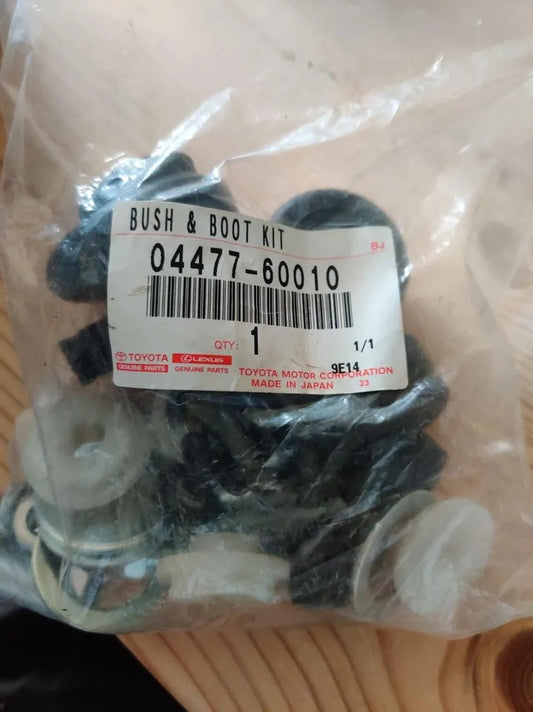 BUSH & BOOT KIT
BJ
04477-60010
QTY: 1 1/1
TOYOTA
GENUINE PARTS
LEXUS
GENUINE PARTS
9E14
TOYOTA MOTOR CORPORATION
MADE IN JAPAN 23